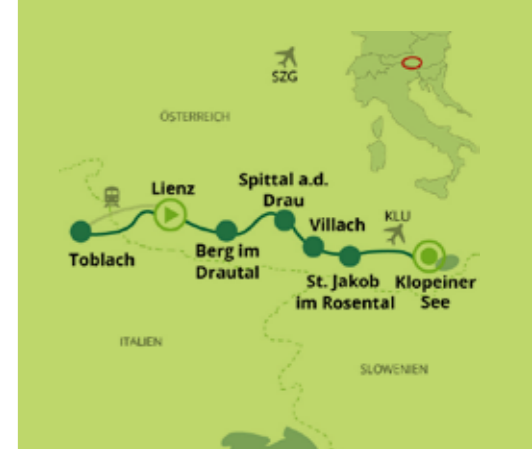 SZG
ÖSTERREICH
Lienz
Spittal a.d.
Drau
Villach
KLU
Toblach
Berg im
Drautal
St. Jakob
im Rosental
Klopeiner
See
ITALIEN
SLOWENIEN